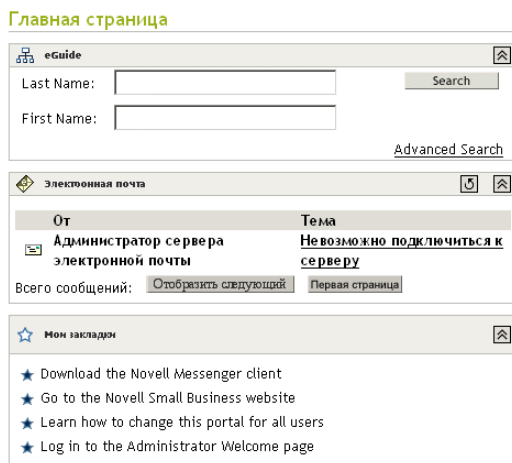 Главная страница
eGuide
Last Name:
Search
First Name:
Advanced Search
Электронная почта
От Тема
Администратор сервера Невозможно подключиться к
электронной почты серверу
Всего сообщений: Отобразить следующий Первая страница
Мои закладки
Download the Novell Messenger client
Go to the Novell Small Business website
Learn how to change this portal for all users
Log in to the Administrator Welcome page